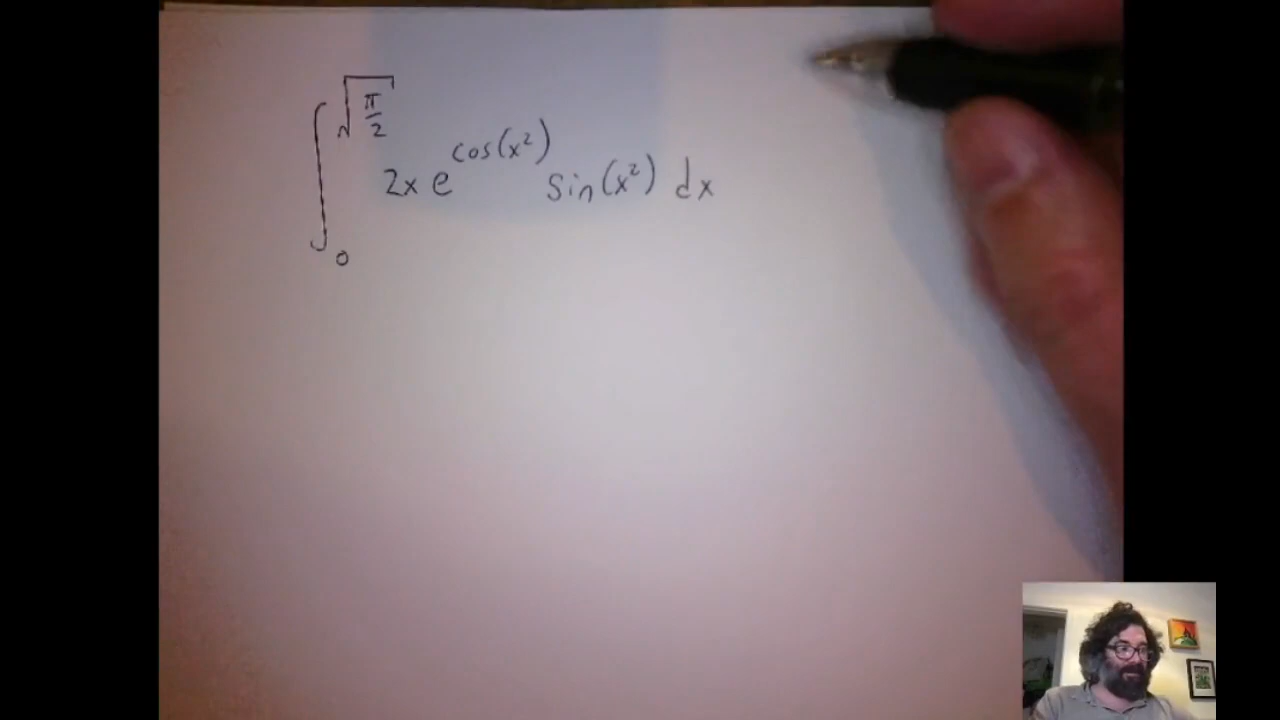 ∫₀^√(π/2) 2x e^cos(x²) sin(x²) dx